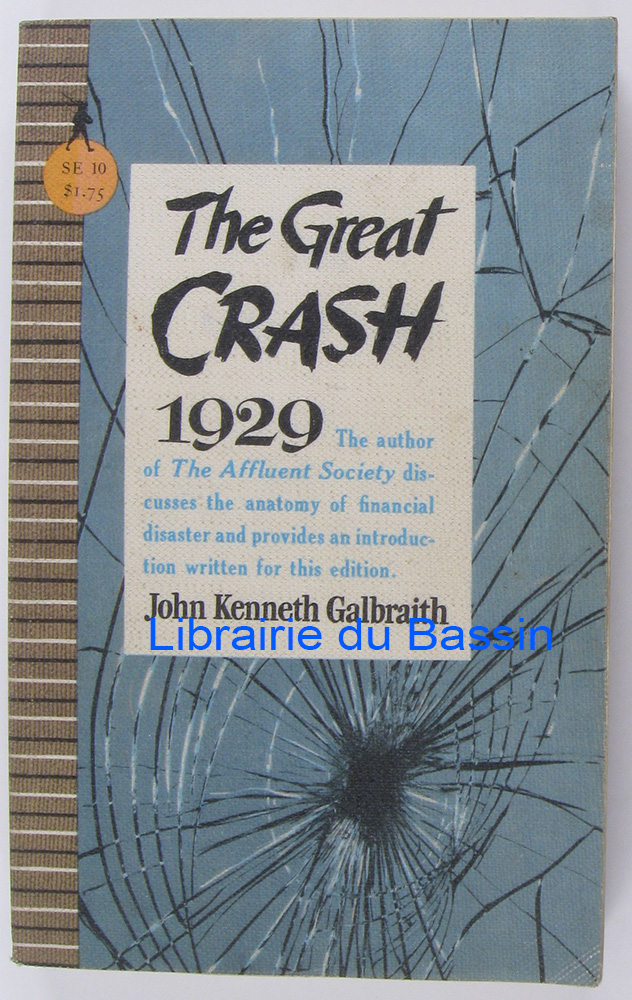 SE 10
$1.75
The Great
CRASH
1929 The author
of The Affluent Society dis-
cusses the anatomy of financial
disaster and provides an introduc-
tion written for this edition.
John Kenneth Galbraith
Librairie du Bassin